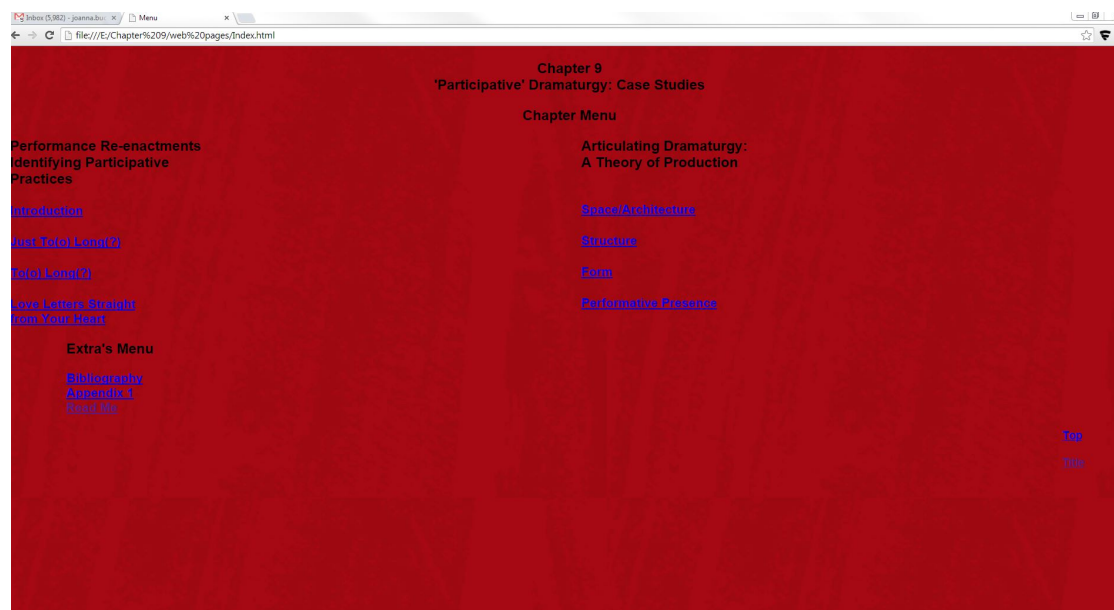 Inbox (5,982) - joanna.bu
Menu
file:///E:/Chapter%209/web%20pages/Index.html
Chapter 9
'Participative' Dramaturgy: Case Studies
Chapter Menu
Performance Re-enactments
Identifying Participative
Practices
Introduction
Just To(o) Long(?)
To(o) Long(?)
Love Letters Straight
from Your Heart
Articulating Dramaturgy:
A Theory of Production
Space/Architecture
Structure
Form
Performative Presence
Extra's Menu
Bibliography
Appendix 1
Read Me
Top
Title